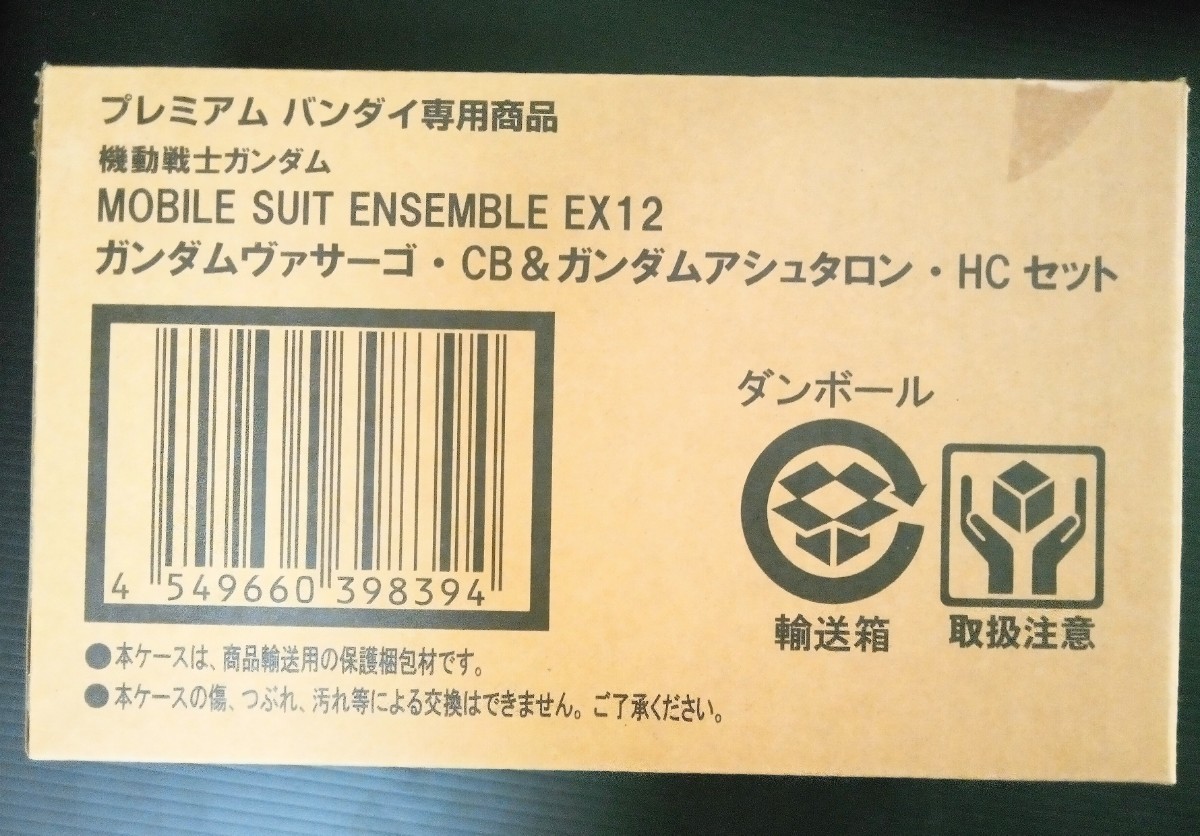 プレミアム バンダイ専用商品
機動戦士ガンダム
MOBILE SUIT ENSEMBLE EX12
ガンダムヴァサーゴ・CB&ガンダムアシュタロン・HC セット
ダンボール
4 549660 398394
輸送箱
取扱注意
●本ケースは、商品輸送用の保護梱包材です。
●本ケースの傷、つぶれ、汚れ等による交換はできません。ご了承ください。